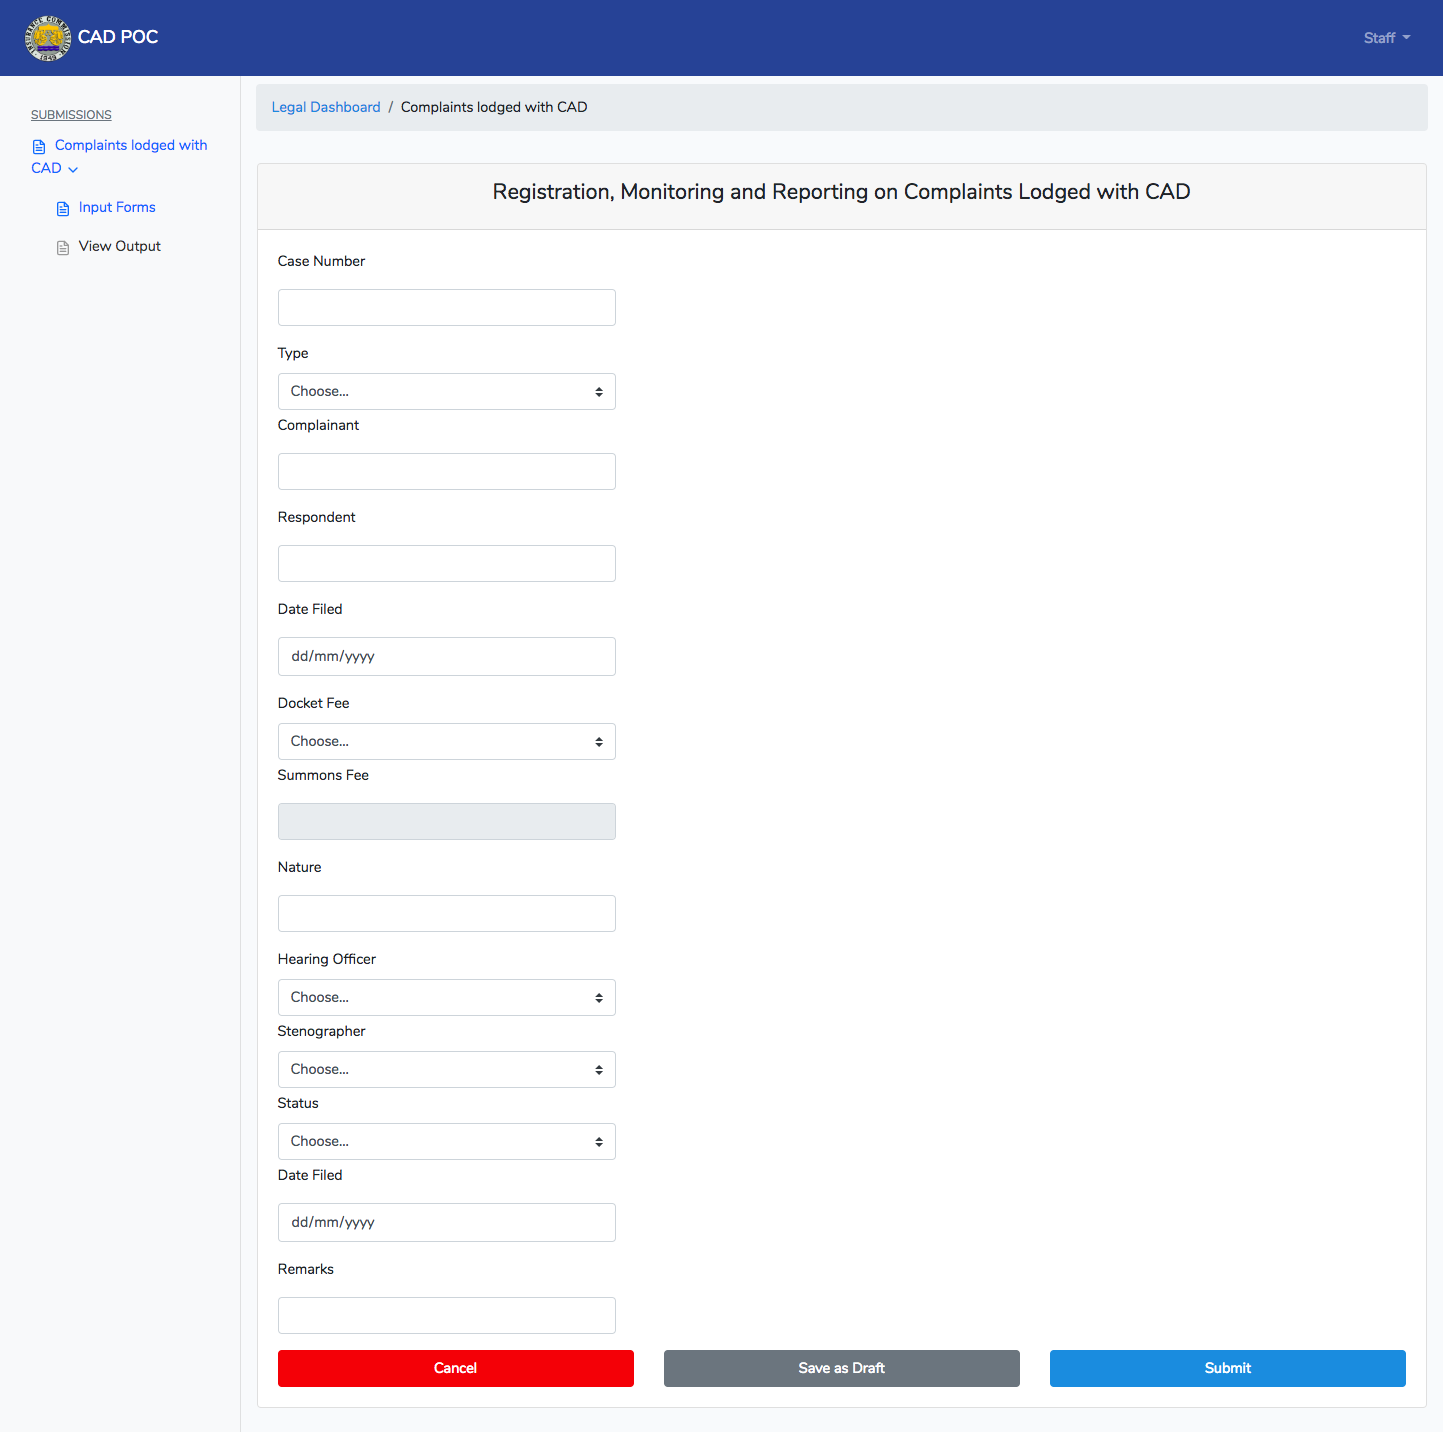 INSURANCE COMMISSION
1949
CAD POC
Staff
SUBMISSIONS
Complaints lodged with
CAD
Input Forms
View Output
Legal Dashboard / Complaints lodged with CAD
Registration, Monitoring and Reporting on Complaints Lodged with CAD
Case Number
Type
Choose...
Complainant
Respondent
Date Filed
dd/mm/yyyy
Docket Fee
Choose...
Summons Fee
Nature
Hearing Officer
Choose...
Stenographer
Choose...
Status
Choose...
Date Filed
dd/mm/yyyy
Remarks
Cancel
Save as Draft
Submit